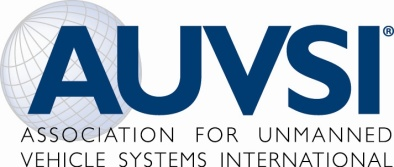 AUVSI®
ASSOCIATION FOR UNMANNED
VEHICLE SYSTEMS INTERNATIONAL